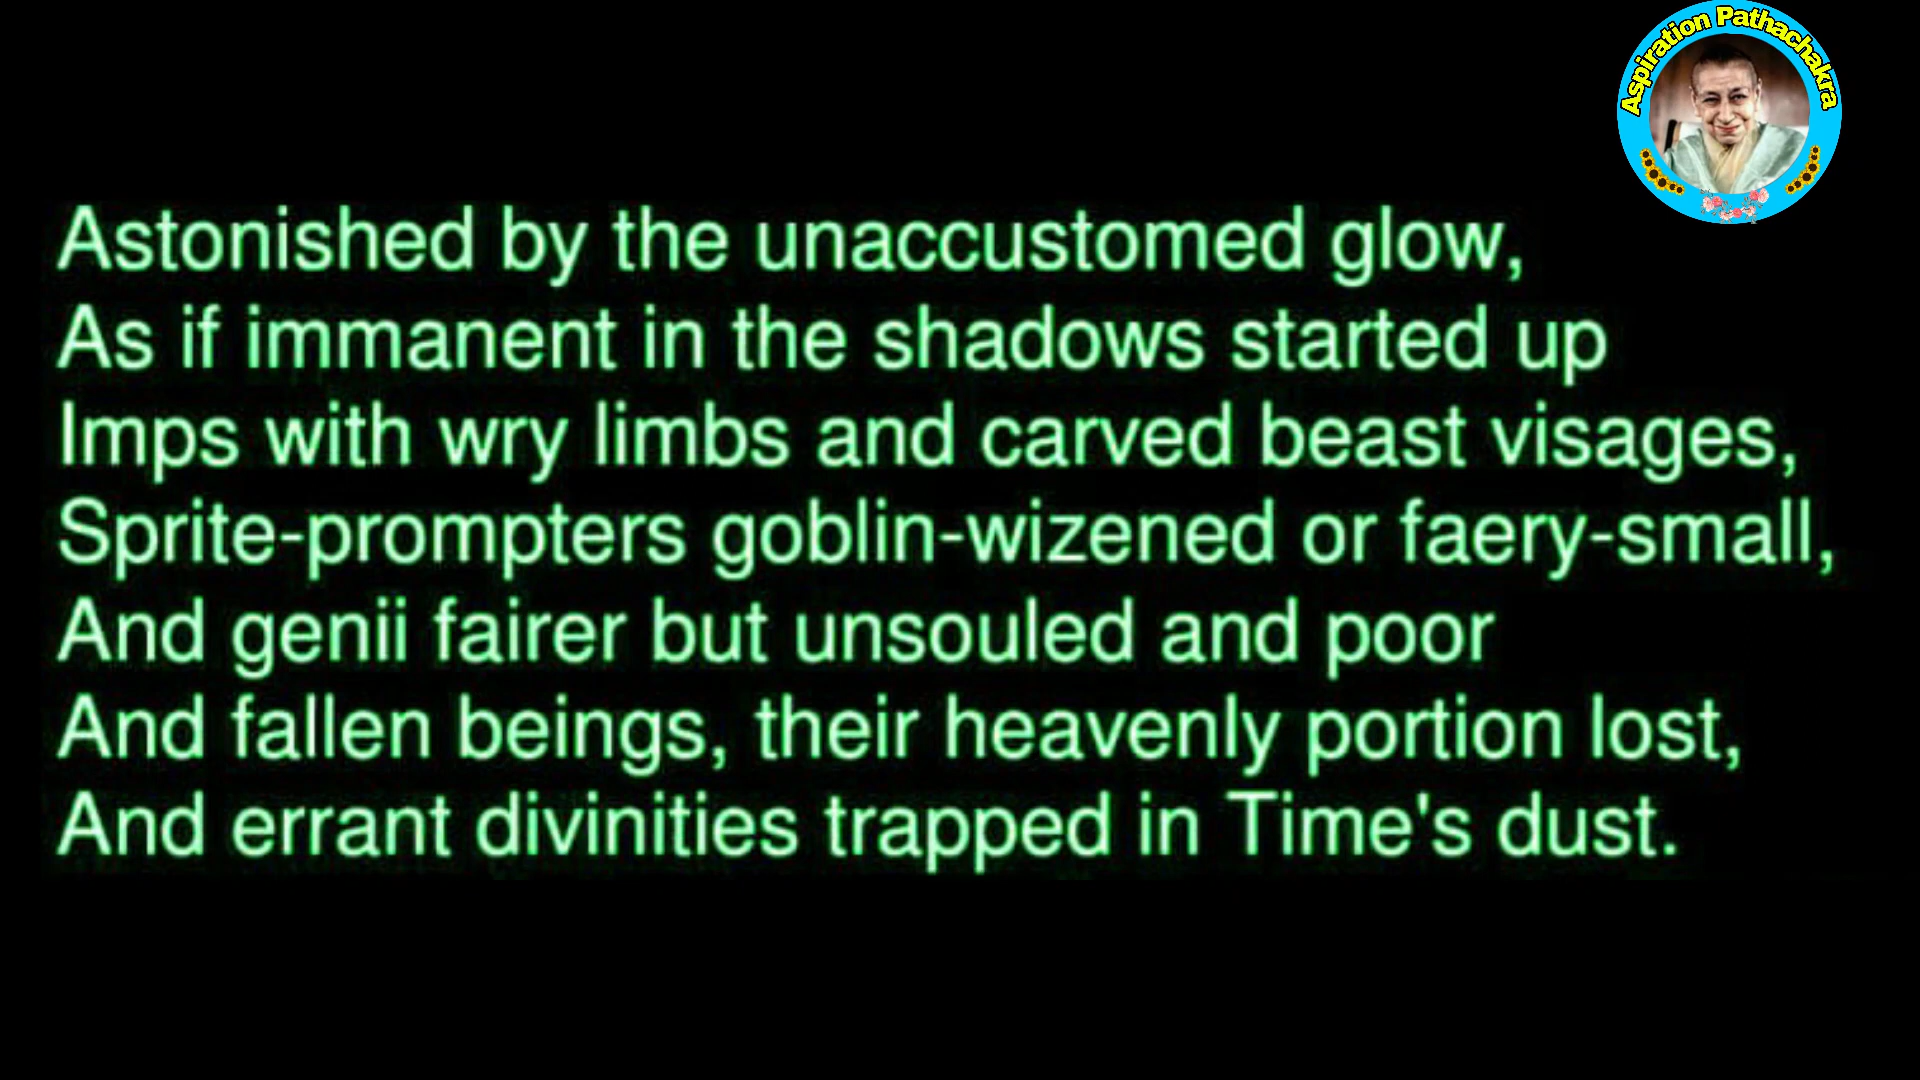 Aspiration Pathachakra
Astonished by the unaccustomed glow,
As if immanent in the shadows started up
Imps with wry limbs and carved beast visages,
Sprite-prompters goblin-wizened or faery-small,
And genii fairer but unsouled and poor
And fallen beings, their heavenly portion lost,
And errant divinities trapped in Time's dust.